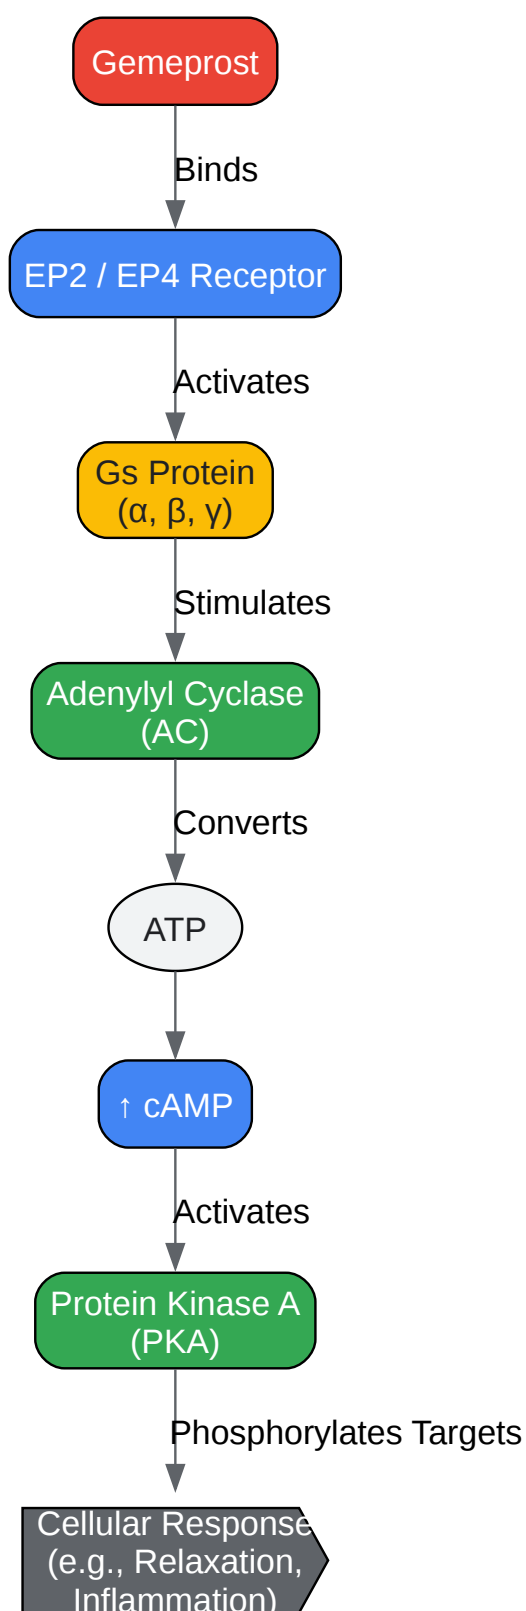 Gemeprost
Binds
EP2 / EP4 Receptor
Activates
Gs Protein
(α, β, γ)
Stimulates
Adenylyl Cyclase
(AC)
Converts
ATP
↑ cAMP
Activates
Protein Kinase A
(PKA)
Phosphorylates Targets
Cellular Response
(e.g., Relaxation,
Inflammation)